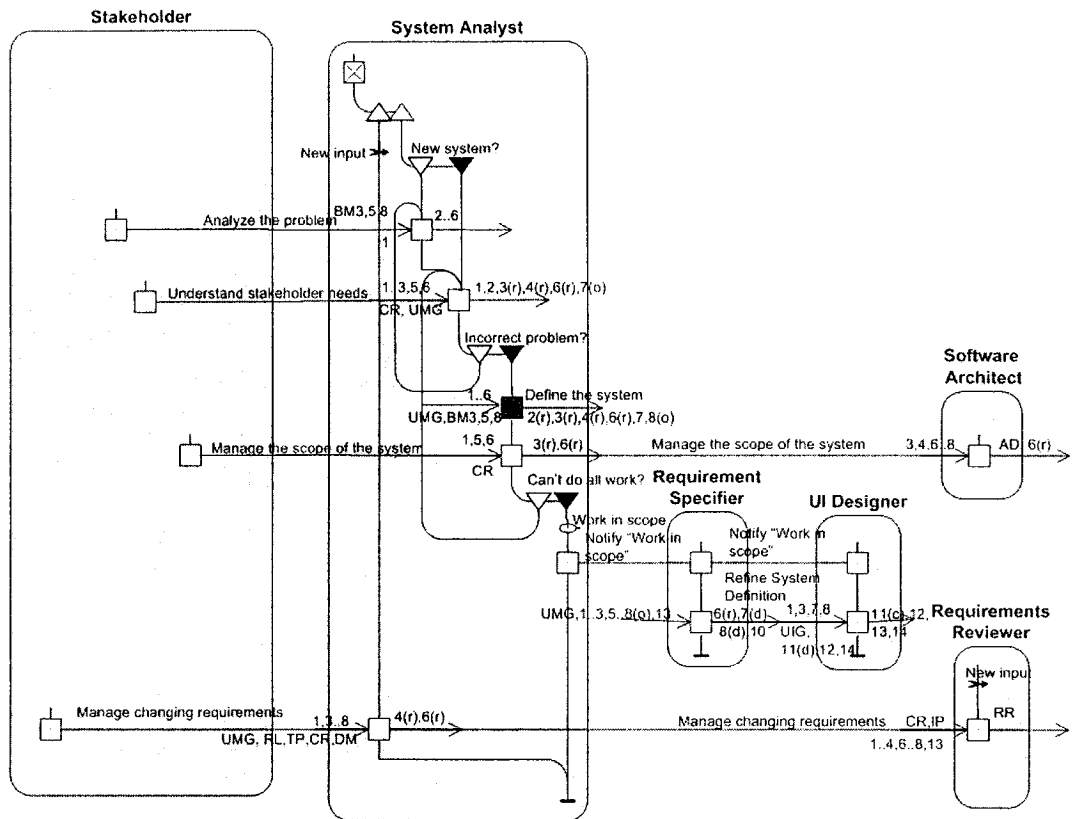 Stakeholder
System Analyst
New input
New system?
BM3,5,8
2..6
Analyze the problem
1
1..3,5,6
1,2,3(r),4(r),6(r),7(o)
Understand stakeholder needs
CR, UMG
Incorrect problem?
Software
Architect
1..6
Define the system
UMG,BM3,5,8
2(r),3(r),4(r),6(r),7,8(o)
1,5,6
3(r),6(r)
Manage the scope of the system
Manage the scope of the system
3,4,6..8
AD
6(r)
CR
Can't do all work?
Requirement
Specifier
UI Designer
Work in scope
Notify "Work in
scope"
Notify "Work in
scope"
Refine System
Definition
UMG,1..3,5..8(o),13
6(r),7(d)
8(d),10
1,3,7,8
UIG,
11(d),12,14
11(c),12,
13,14
Requirements
Reviewer
New input
Manage changing requirements
1,3..8
4(r),6(r)
Manage changing requirements
CR,IP
RR
UMG, RL,TP,CR,DM
1..4,6..8,13